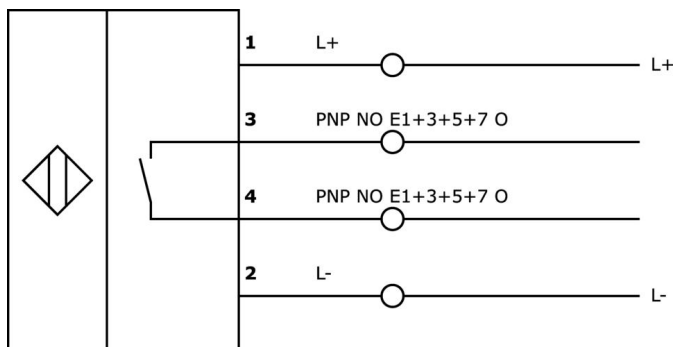 1 L+
L+
3 PNP NO E1+3+5+7 O
4 PNP NO E1+3+5+7 O
2 L-
L-